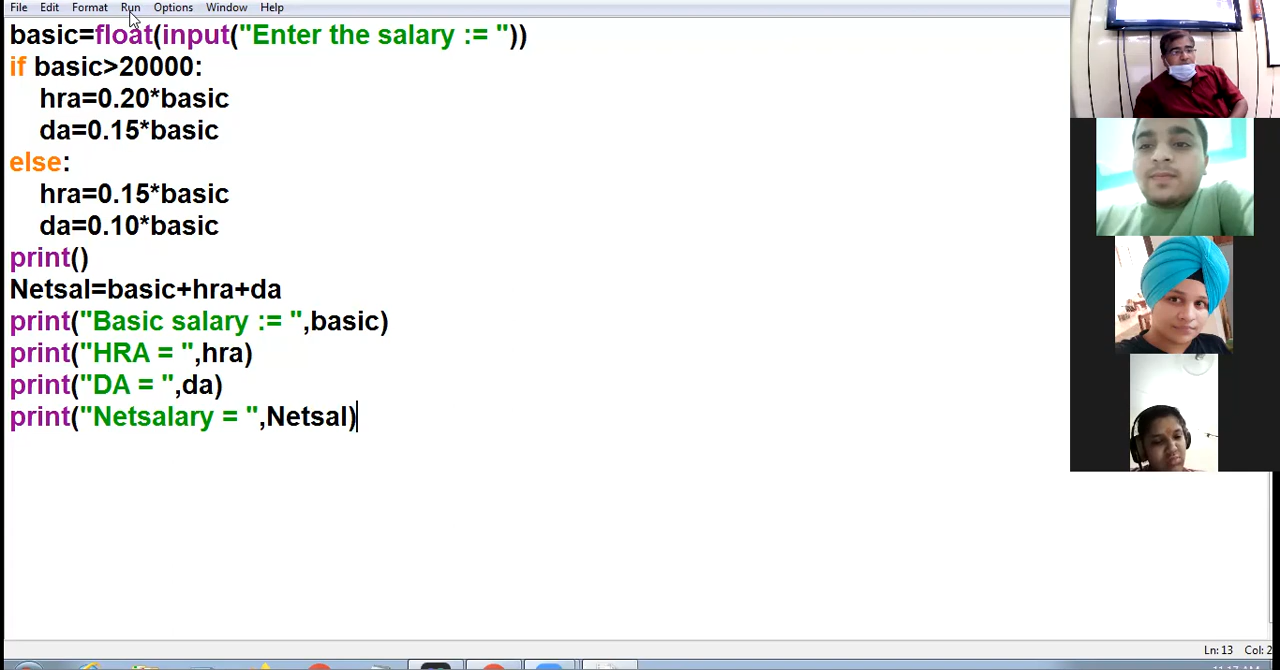 File Edit Format Run Options Window Help
basic=float(input("Enter the salary := "))
if basic>20000:
    hra=0.20*basic
    da=0.15*basic
else:
    hra=0.15*basic
    da=0.10*basic
print()
Netsal=basic+hra+da
print("Basic salary := ",basic)
print("HRA = ",hra)
print("DA = ",da)
print("Netsalary = ",Netsal)
Ln: 13 Col: 2